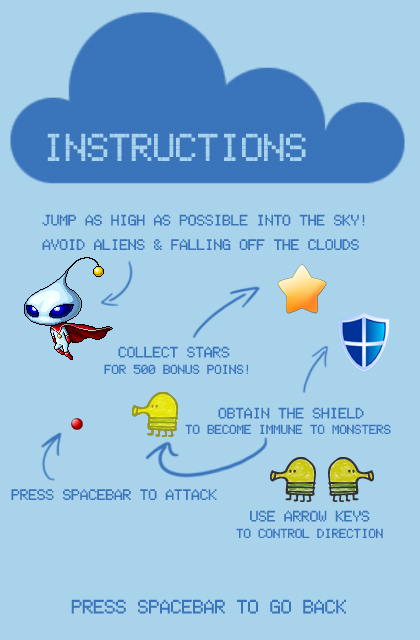 INSTRUCTIONS
JUMP AS HIGH AS POSSIBLE INTO THE SKY!
AVOID ALIENS & FALLING OFF THE CLOUDS
COLLECT STARS
FOR 500 BONUS POINS!
OBTAIN THE SHIELD
TO BECOME IMMUNE TO MONSTERS
PRESS SPACEBAR TO ATTACK
USE ARROW KEYS
TO CONTROL DIRECTION
PRESS SPACEBAR TO GO BACK